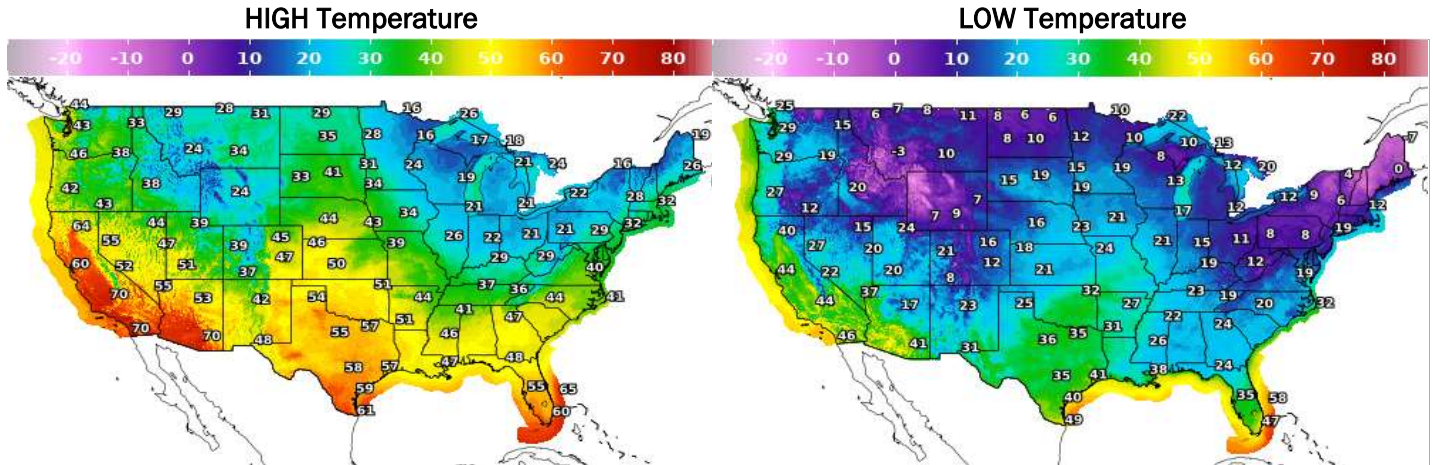 HIGH Temperature LOW Temperature
-20 -10 0 10 20 30 40 50 60 70 80 -20 -10 0 10 20 30 40 50 60 70 80
44 29 28 31 29 16 26 25 6 7 8 11 8 6 6 10 22
43 33 35 28 16 17 18 19 29 15 8 10 12 10 10 13 -7
46 38 24 34 31 24 21 24 16 26 29 19 -3 10 15 19 8 12 20 4 0
42 38 24 33 41 34 19 22 28 27 20 7 15 19 19 13 12 9 6
43 44 39 44 43 34 21 21 32 12 15 24 7 9 16 23 21 17 12 12
64 55 47 39 45 46 39 26 22 21 21 29 32 40 27 20 21 16 18 24 21 15 11 8 8 19
60 52 51 37 47 50 29 29 40 44 22 20 8 12 21 19 12 19
70 55 53 42 54 51 44 37 36 44 41 44 37 17 23 25 32 27 23 19 20 32
70 70 48 55 57 51 41 46 47 46 41 31 36 35 31 22 26 24
58 57 47 48 55 65 35 41 38 24 35 58
59 61 60 40 49 47